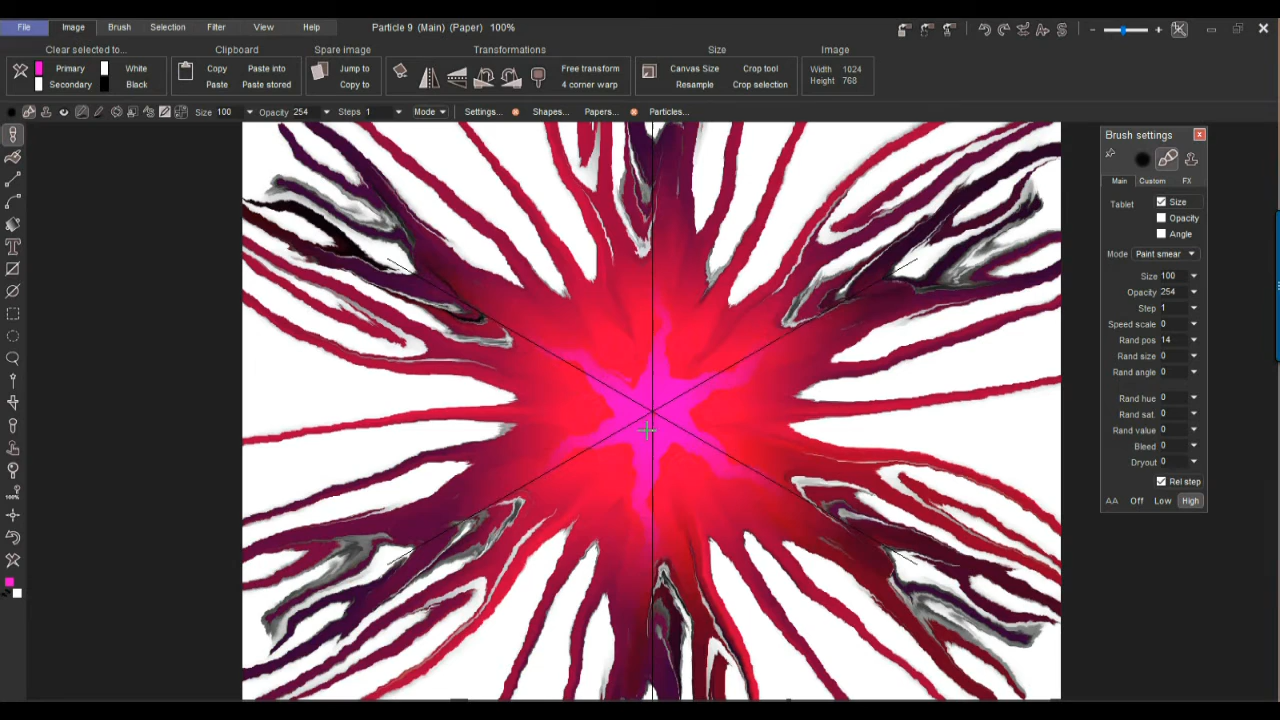 File Image Brush Selection Filter View Help Particle 9 (Main) (Paper) 100%
Clear selected to... Clipboard Spare image Transformations Size Image
Primary White Copy Paste into Jump to Free transform Canvas Size Crop tool Width 1024
Secondary Black Paste Paste stored Copy to 4 corner warp Resample Crop selection Height 768
Size 100 Opacity 254 Steps 1 Mode Settings... Shapes... Papers... Particles...
Brush settings
Main Custom FX
Tablet Size
Opacity
Angle
Mode Paint smear
Size 100
Opacity 254
Step 1
Speed scale 0
Rand pos 14
Rand size 0
Rand angle 0
Rand hue 0
Rand sat. 0
Rand value 0
Bleed 0
Dryout 0
Rel step
AA Off Low High
100%